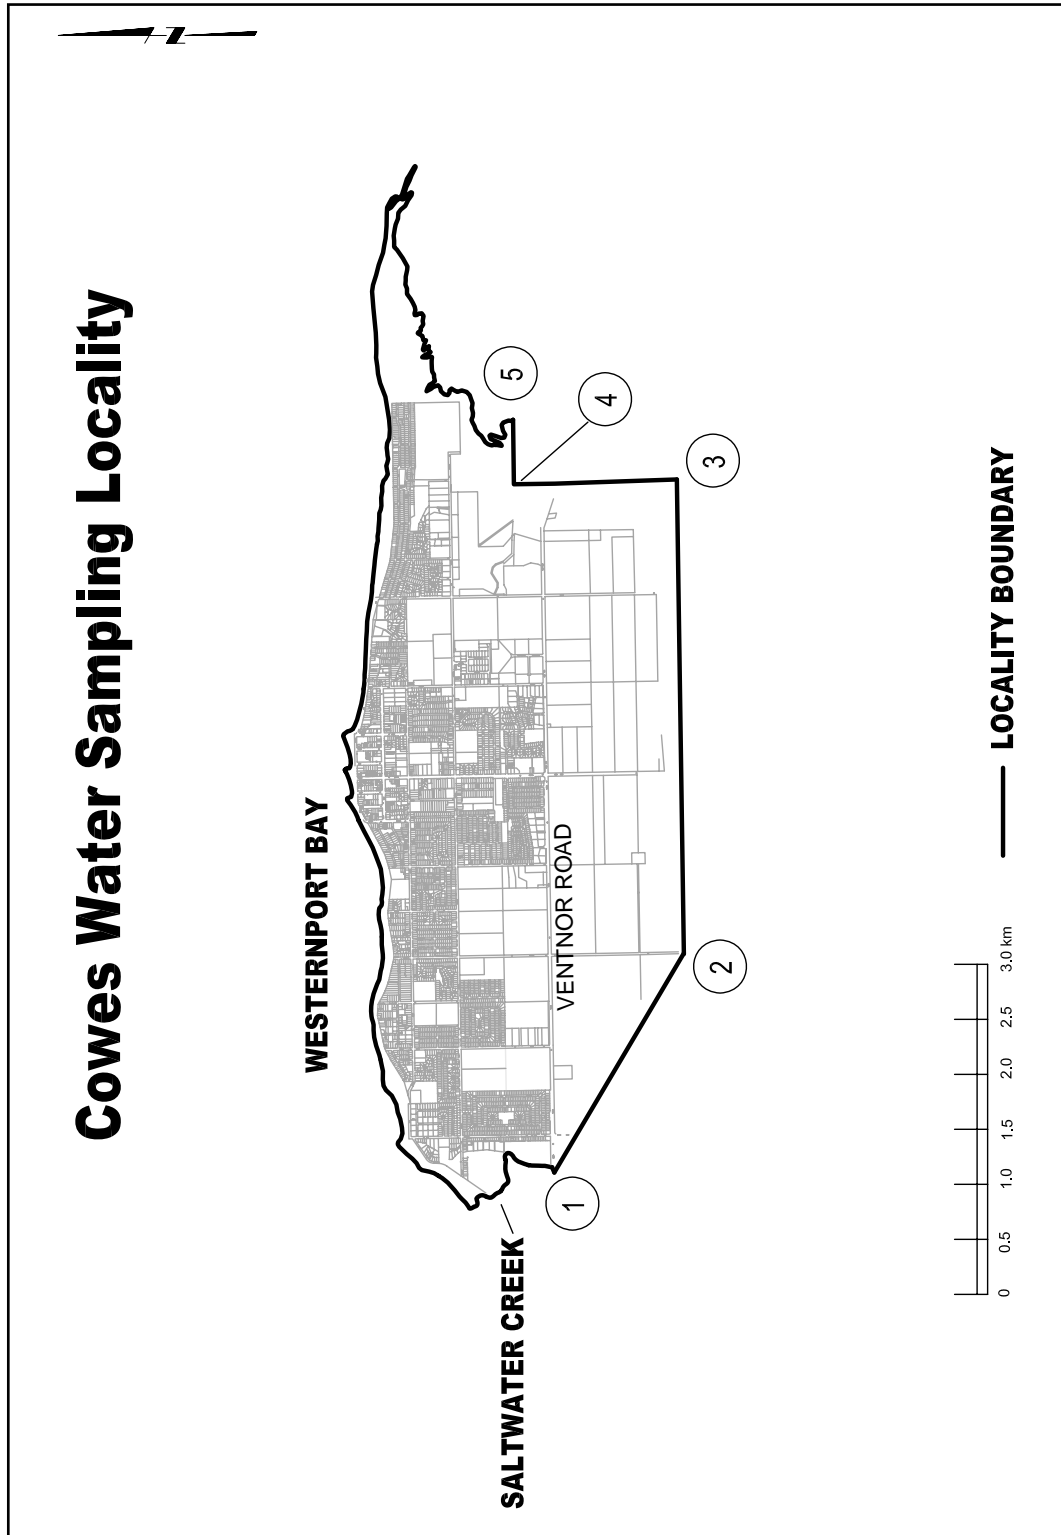 Cowes Water Sampling Locality
N
WESTERNPORT BAY
SALTWATER CREEK
VENTNOR ROAD
1
2
3
4
5
0 0.5 1.0 1.5 2.0 2.5 3.0 km
LOCALITY BOUNDARY